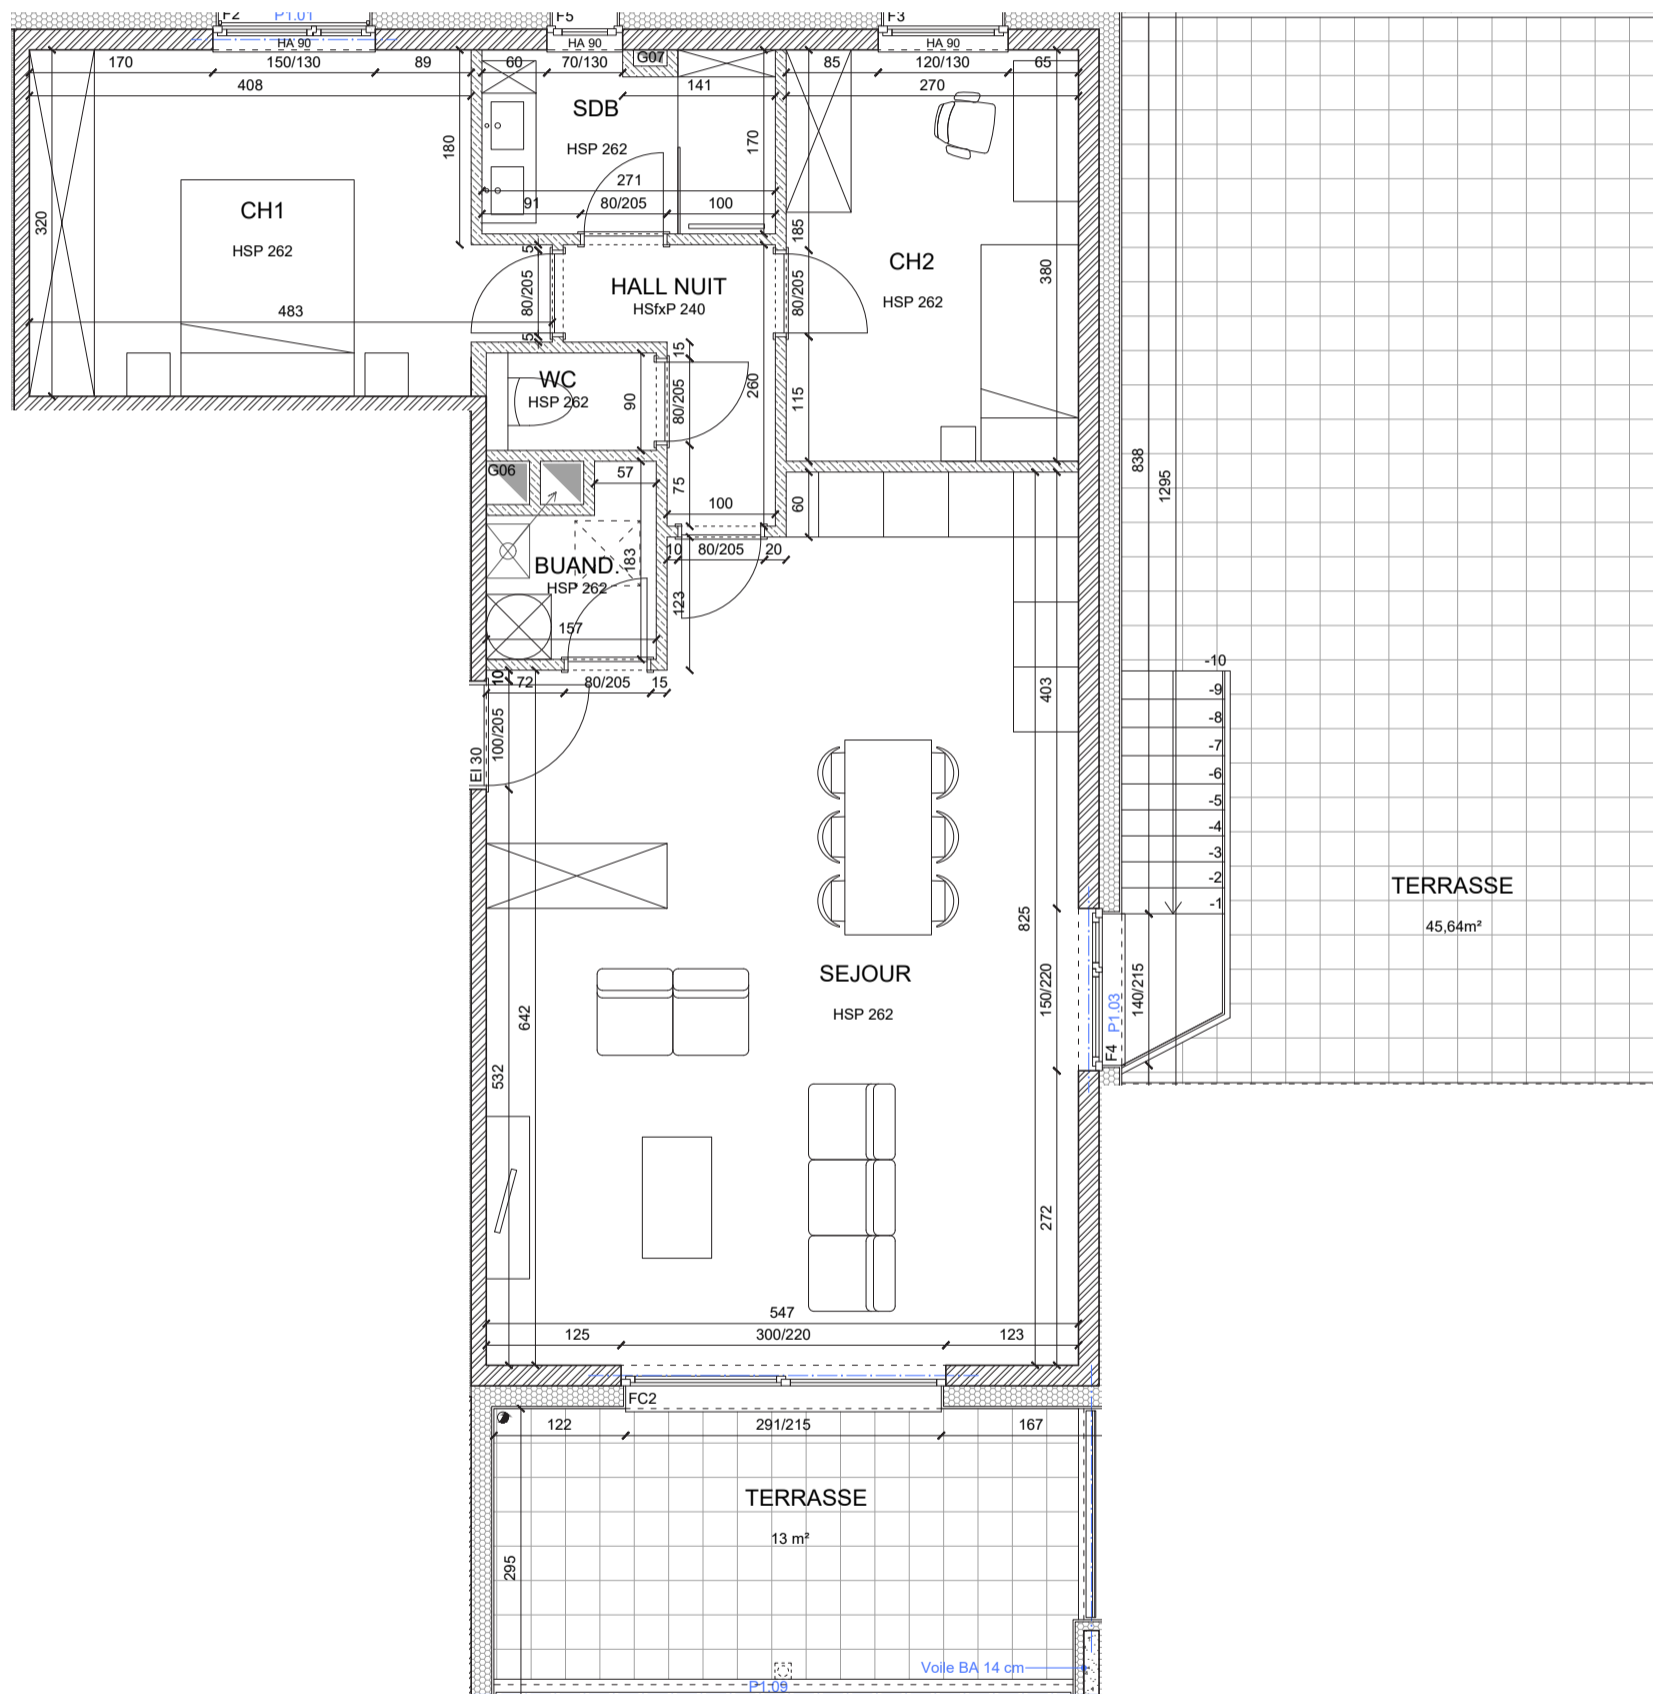 F2
P1.01
F5
F3
HA 90
HA 90
HA 90
170
150/130
89
60
70/130
G07
85
120/130
65
408
141
270
SDB
HSP 262
180
170
271
91
80/205
100
320
CH1
HSP 262
185
380
CH2
HSP 262
5
80/205
5
HALL NUIT
HSfxP 240
80/205
483
15
WC
HSP 262
90
80/205
260
115
G06
57
75
100
60
838
1295
10
80/205
20
BUAND.
HSP 262
183
123
157
10
72
80/205
15
403
-10
-9
-8
-7
-6
-5
-4
-3
-2
-1
EI 30
100/205
TERRASSE
45,64m²
825
SEJOUR
HSP 262
150/220
140/215
P1.03
F4
642
532
272
547
125
300/220
123
FC2
122
291/215
167
TERRASSE
13 m²
295
Voile BA 14 cm
P1.09